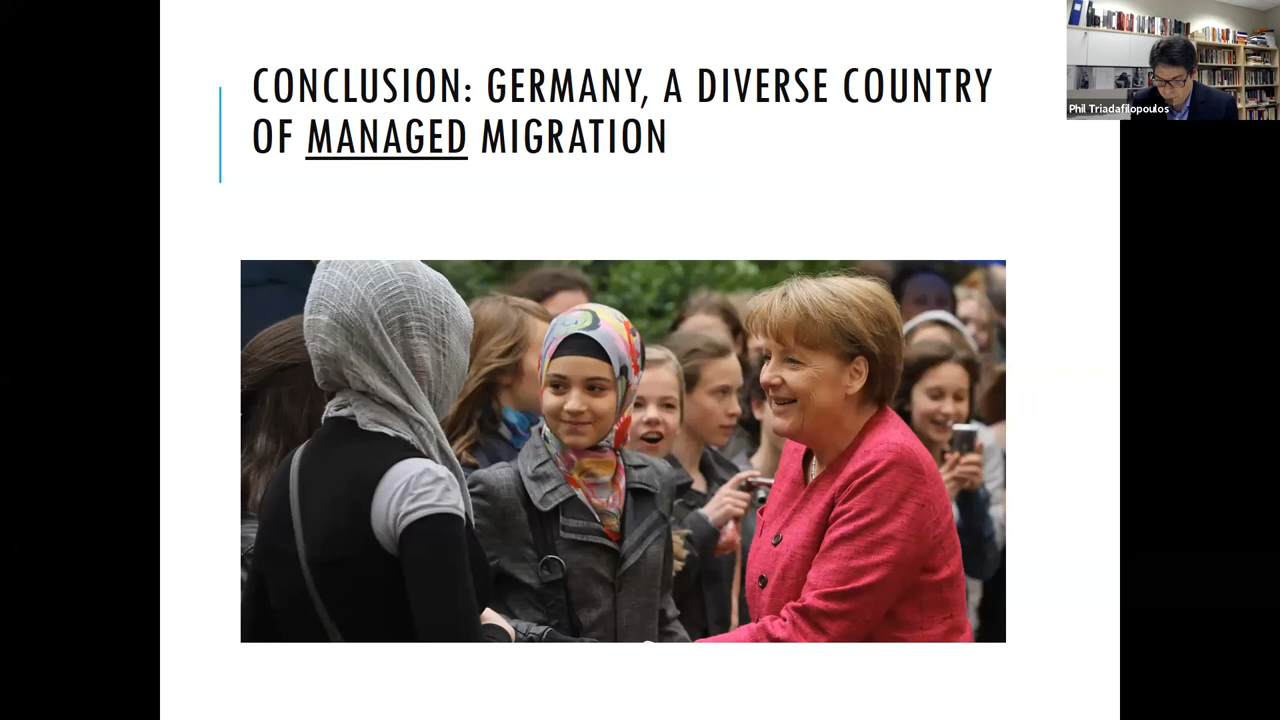 CONCLUSION: GERMANY, A DIVERSE COUNTRY
OF MANAGED MIGRATION
Phil Triadafilopoulos